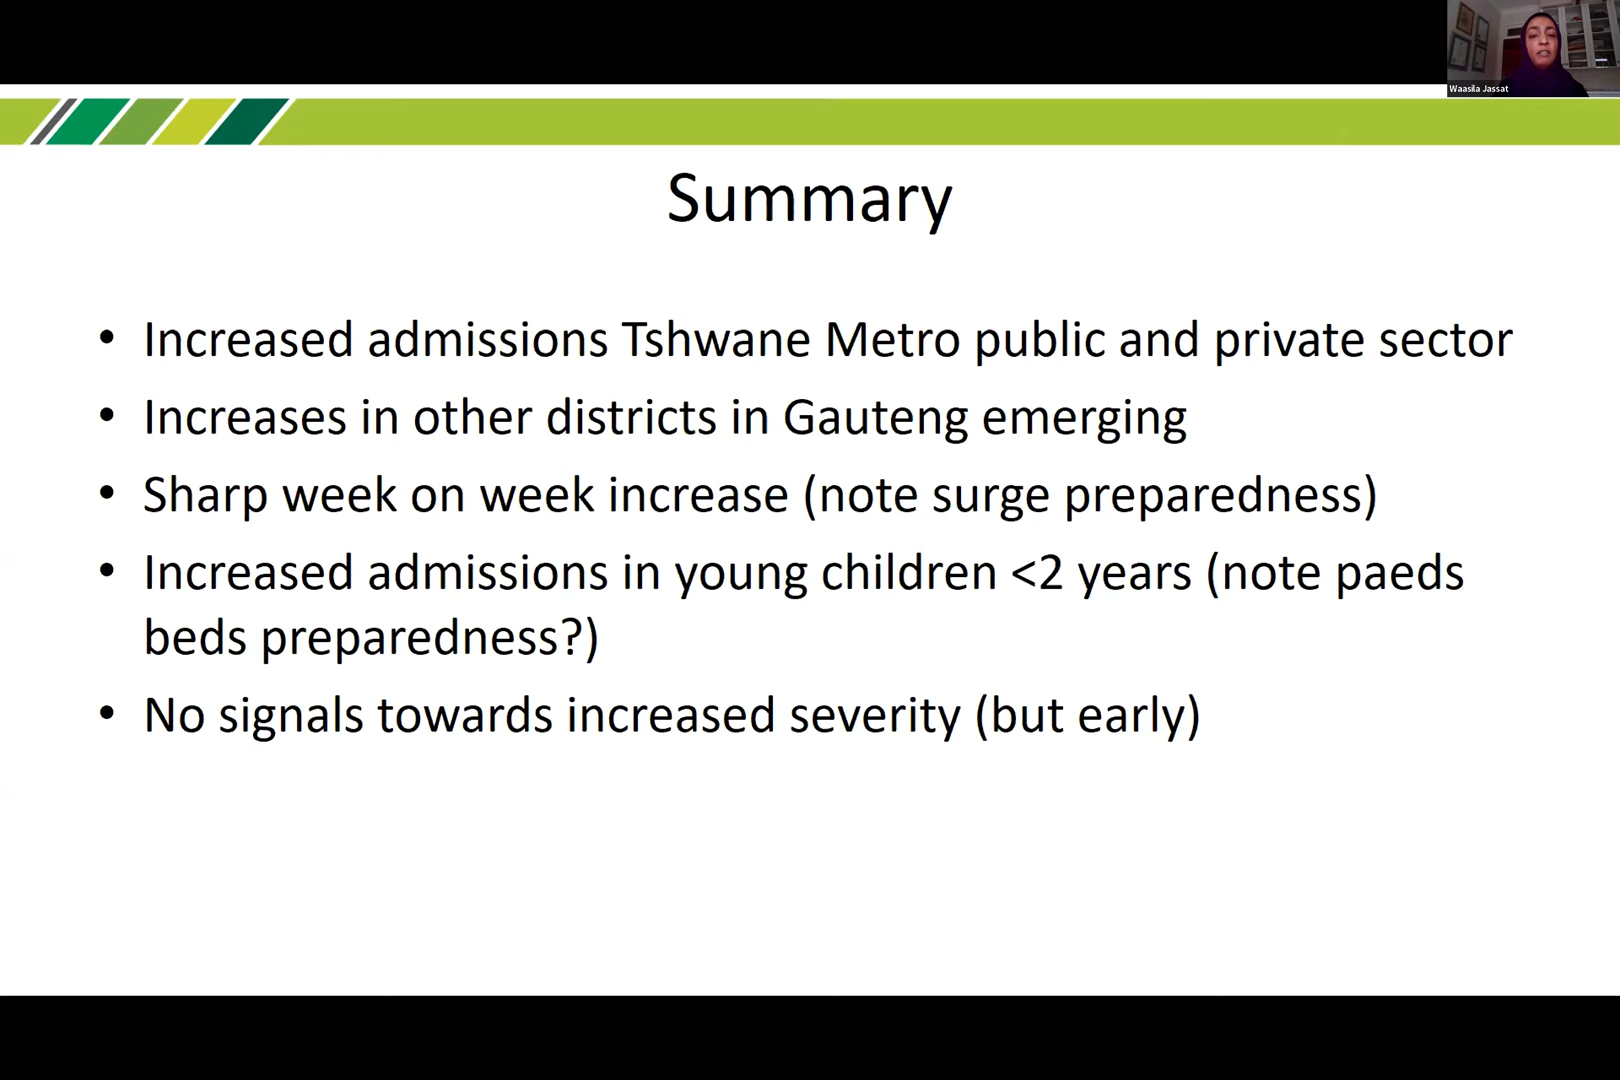 Waasila Jassat
Summary
• Increased admissions Tshwane Metro public and private sector
• Increases in other districts in Gauteng emerging
• Sharp week on week increase (note surge preparedness)
• Increased admissions in young children <2 years (note paeds
beds preparedness?)
• No signals towards increased severity (but early)